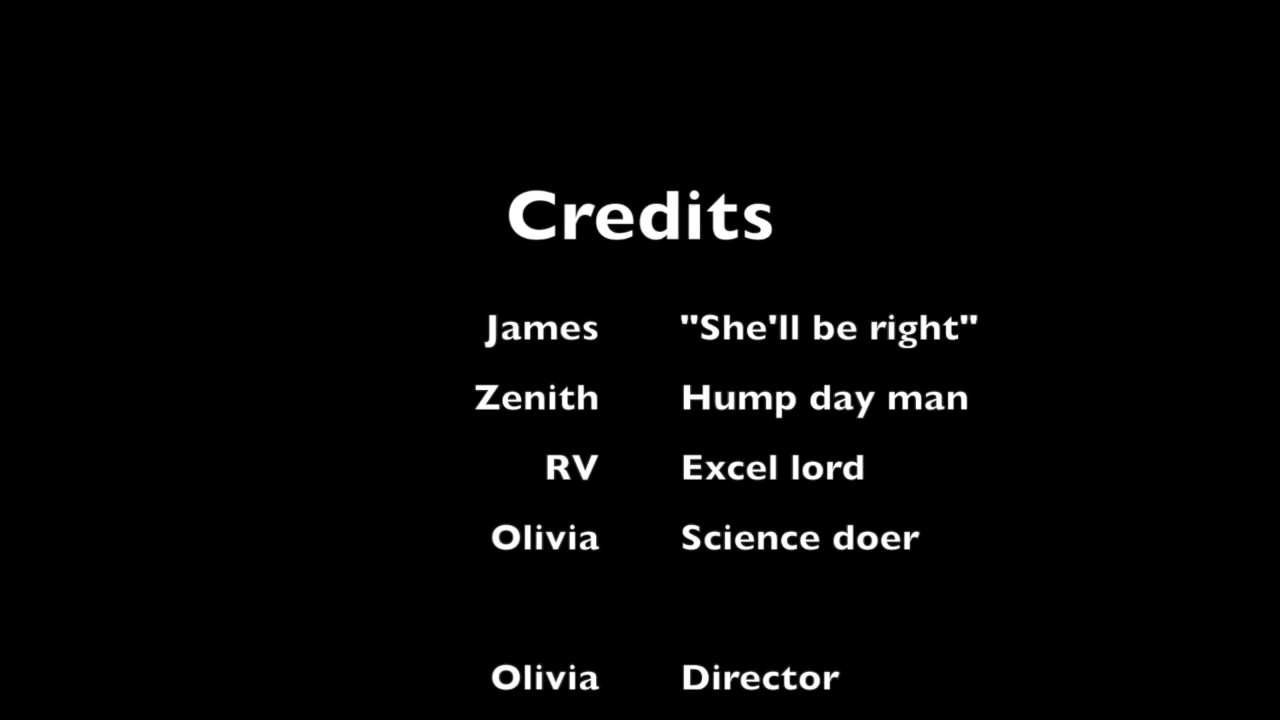 Credits
James "She'll be right"
Zenith Hump day man
RV Excel lord
Olivia Science doer
Olivia Director